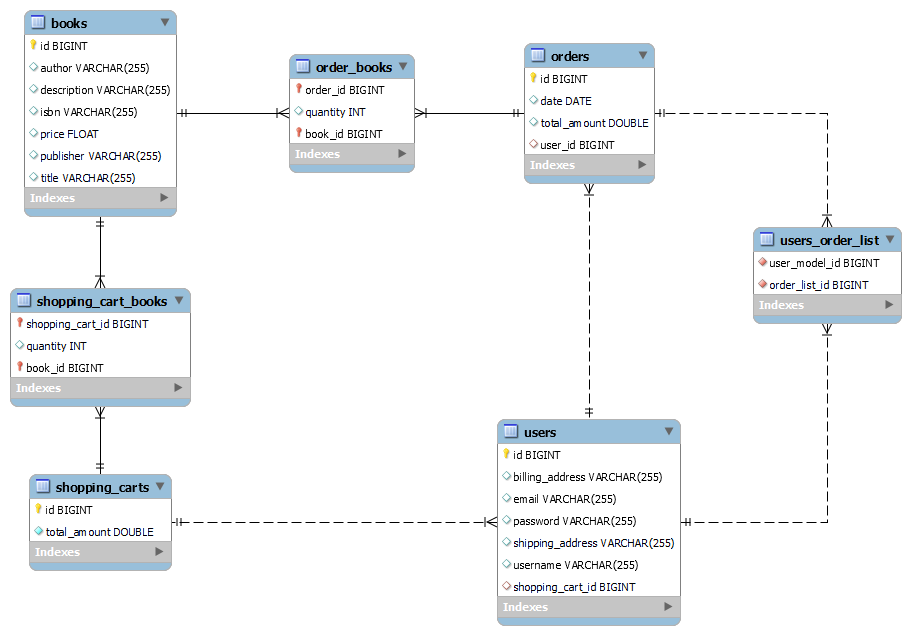 books
id BIGINT
author VARCHAR(255)
description VARCHAR(255)
isbn VARCHAR(255)
price FLOAT
publisher VARCHAR(255)
title VARCHAR(255)
Indexes
order_books
order_id BIGINT
quantity INT
book_id BIGINT
Indexes
orders
id BIGINT
date DATE
total_amount DOUBLE
user_id BIGINT
Indexes
users_order_list
user_model_id BIGINT
order_list_id BIGINT
Indexes
shopping_cart_books
shopping_cart_id BIGINT
quantity INT
book_id BIGINT
Indexes
shopping_carts
id BIGINT
total_amount DOUBLE
Indexes
users
id BIGINT
billing_address VARCHAR(255)
email VARCHAR(255)
password VARCHAR(255)
shipping_address VARCHAR(255)
username VARCHAR(255)
shopping_cart_id BIGINT
Indexes